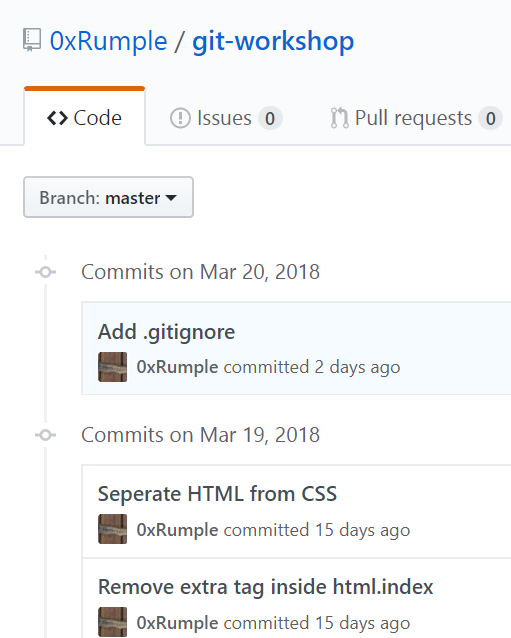 0xRumple / git-workshop
<> Code Issues 0 Pull requests 0
Branch: master
Commits on Mar 20, 2018
Add .gitignore
0xRumple committed 2 days ago
Commits on Mar 19, 2018
Seperate HTML from CSS
0xRumple committed 15 days ago
Remove extra tag inside html.index
0xRumple committed 15 days ago